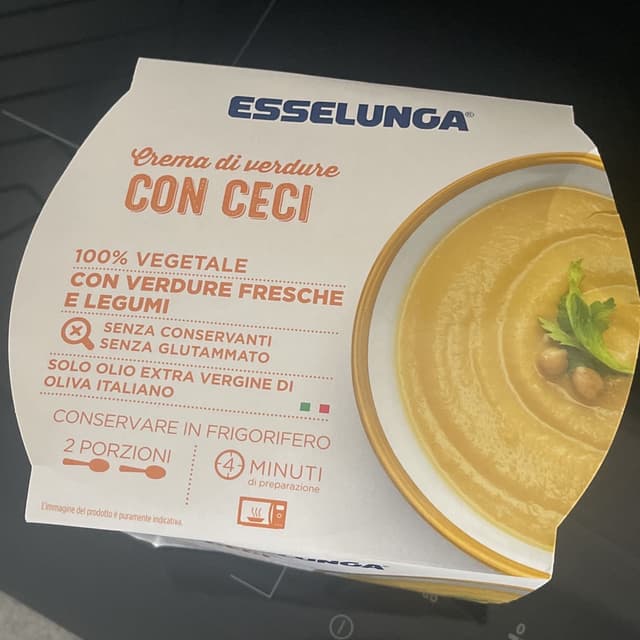 ESSELUNGA®
Crema di verdure
CON CECI
100% VEGETALE
CON VERDURE FRESCHE
E LEGUMI
SENZA CONSERVANTI
SENZA GLUTAMMATO
SOLO OLIO EXTRA VERGINE DI
OLIVA ITALIANO
CONSERVARE IN FRIGORIFERO
2 PORZIONI
4 MINUTI
di preparazione
L'immagine del prodotto è puramente indicativa.
ESSELUNGA